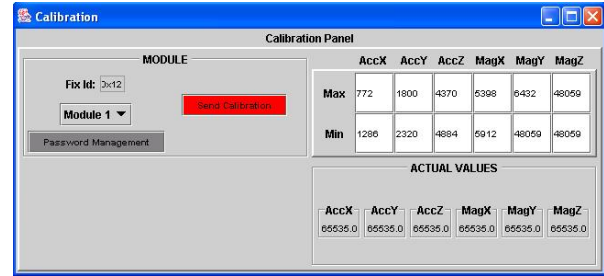 Calibration
Calibration Panel
MODULE
Fix Id: 0x12
Module 1
Send Calibration
Password Management
AccX AccY AccZ MagX MagY MagZ
Max 772 1800 4370 5398 6432 48059
Min 1286 2320 4884 5912 48059 48059
ACTUAL VALUES
AccX AccY AccZ MagX MagY MagZ
65535.0 65535.0 65535.0 65535.0 65535.0 65535.0